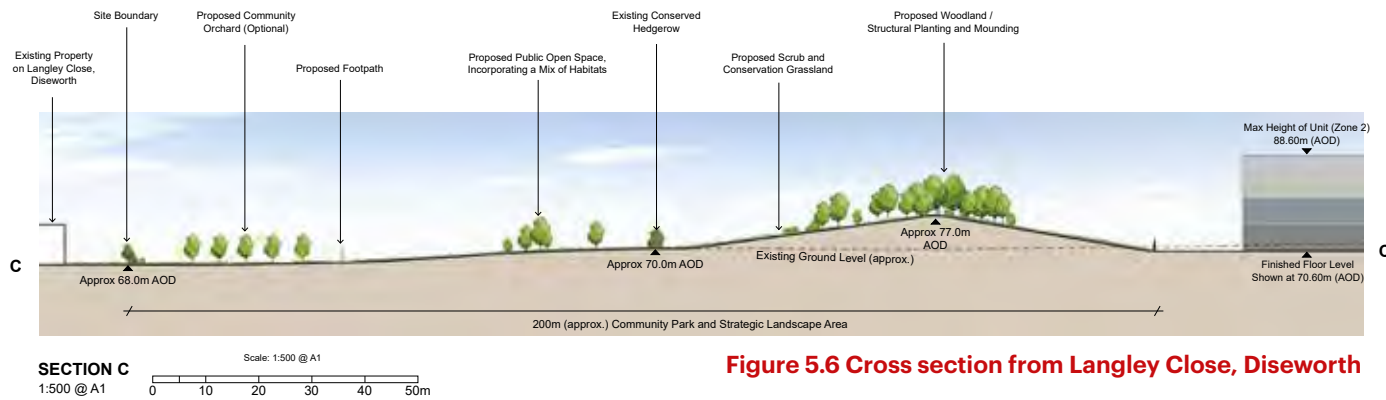 Site Boundary
Proposed Community
Orchard (Optional)
Existing Conserved
Hedgerow
Proposed Woodland /
Structural Planting and Mounding
Existing Property
on Langley Close,
Diseworth
Proposed Footpath
Proposed Public Open Space,
Incorporating a Mix of Habitats
Proposed Scrub and
Conservation Grassland
Max Height of Unit (Zone 2)
88.60m (AOD)
Approx 77.0m
AOD
C
Approx 68.0m AOD
Approx 70.0m AOD
Existing Ground Level (approx.)
Finished Floor Level
Shown at 70.60m (AOD)
C
200m (approx.) Community Park and Strategic Landscape Area
SECTION C
1:500 @ A1
Scale: 1:500 @ A1
0 10 20 30 50m
Figure 5.6 Cross section from Langley Close, Diseworth